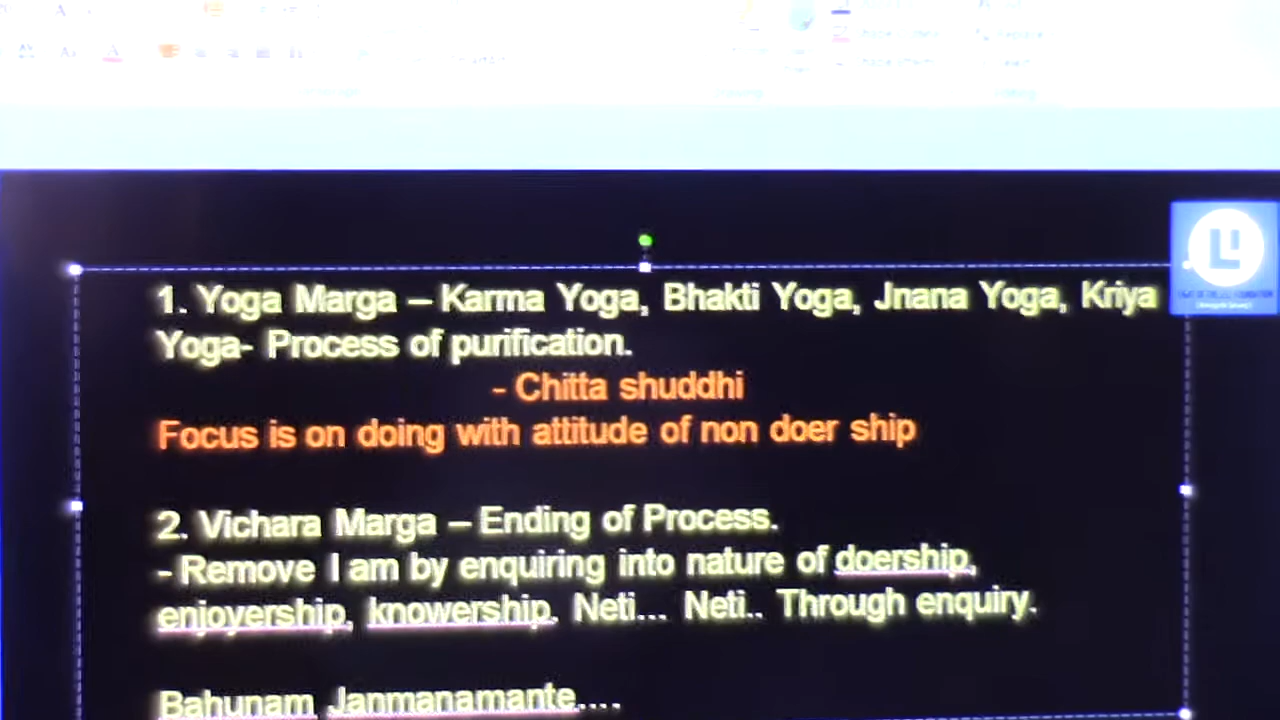 1. Yoga Marga – Karma Yoga, Bhakti Yoga, Jnana Yoga, Kriya
Yoga- Process of purification.
- Chitta shuddhi
Focus is on doing with attitude of non doer ship
2. Vichara Marga – Ending of Process.
- Remove I am by enquiring into nature of doership,
enjoyership, knowership. Neti... Neti.. Through enquiry.
Bahunam Janmanamante....